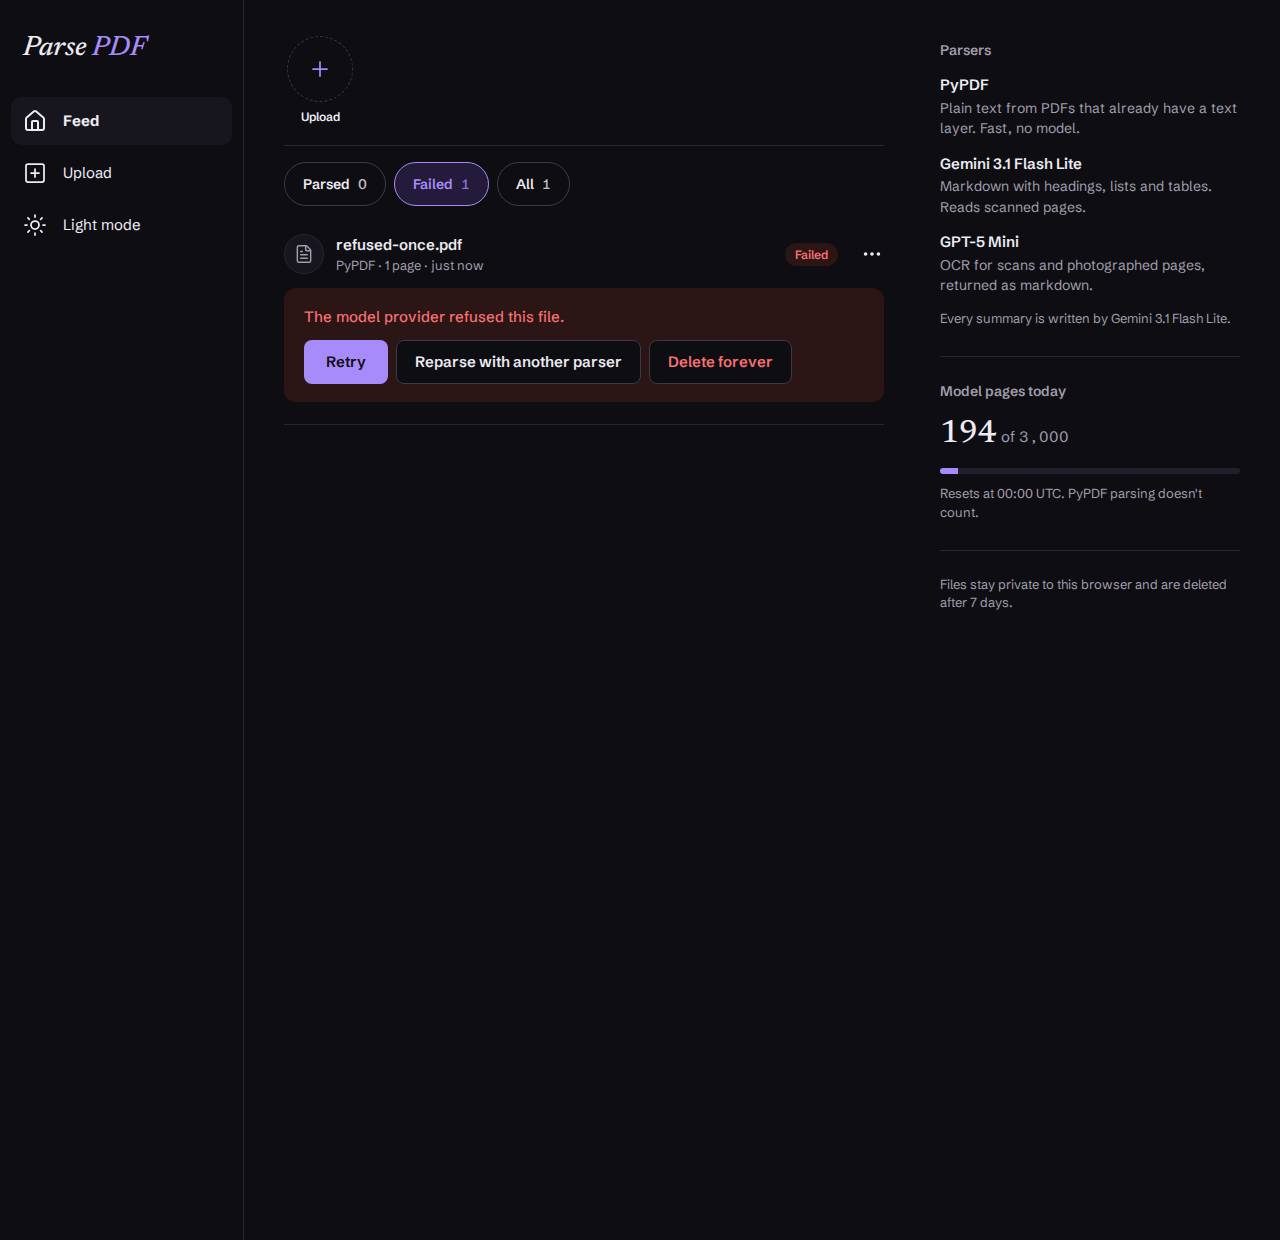 Parse PDF
Feed
Upload
Light mode
Upload
Parsed 0
Failed 1
All 1
refused-once.pdf
PyPDF · 1 page · just now
Failed
The model provider refused this file.
Retry
Reparse with another parser
Delete forever
Parsers
PyPDF
Plain text from PDFs that already have a text
layer. Fast, no model.
Gemini 3.1 Flash Lite
Markdown with headings, lists and tables.
Reads scanned pages.
GPT-5 Mini
OCR for scans and photographed pages,
returned as markdown.
Every summary is written by Gemini 3.1 Flash Lite.
Model pages today
194 of 3,000
Resets at 00:00 UTC. PyPDF parsing doesn't
count.
Files stay private to this browser and are deleted
after 7 days.